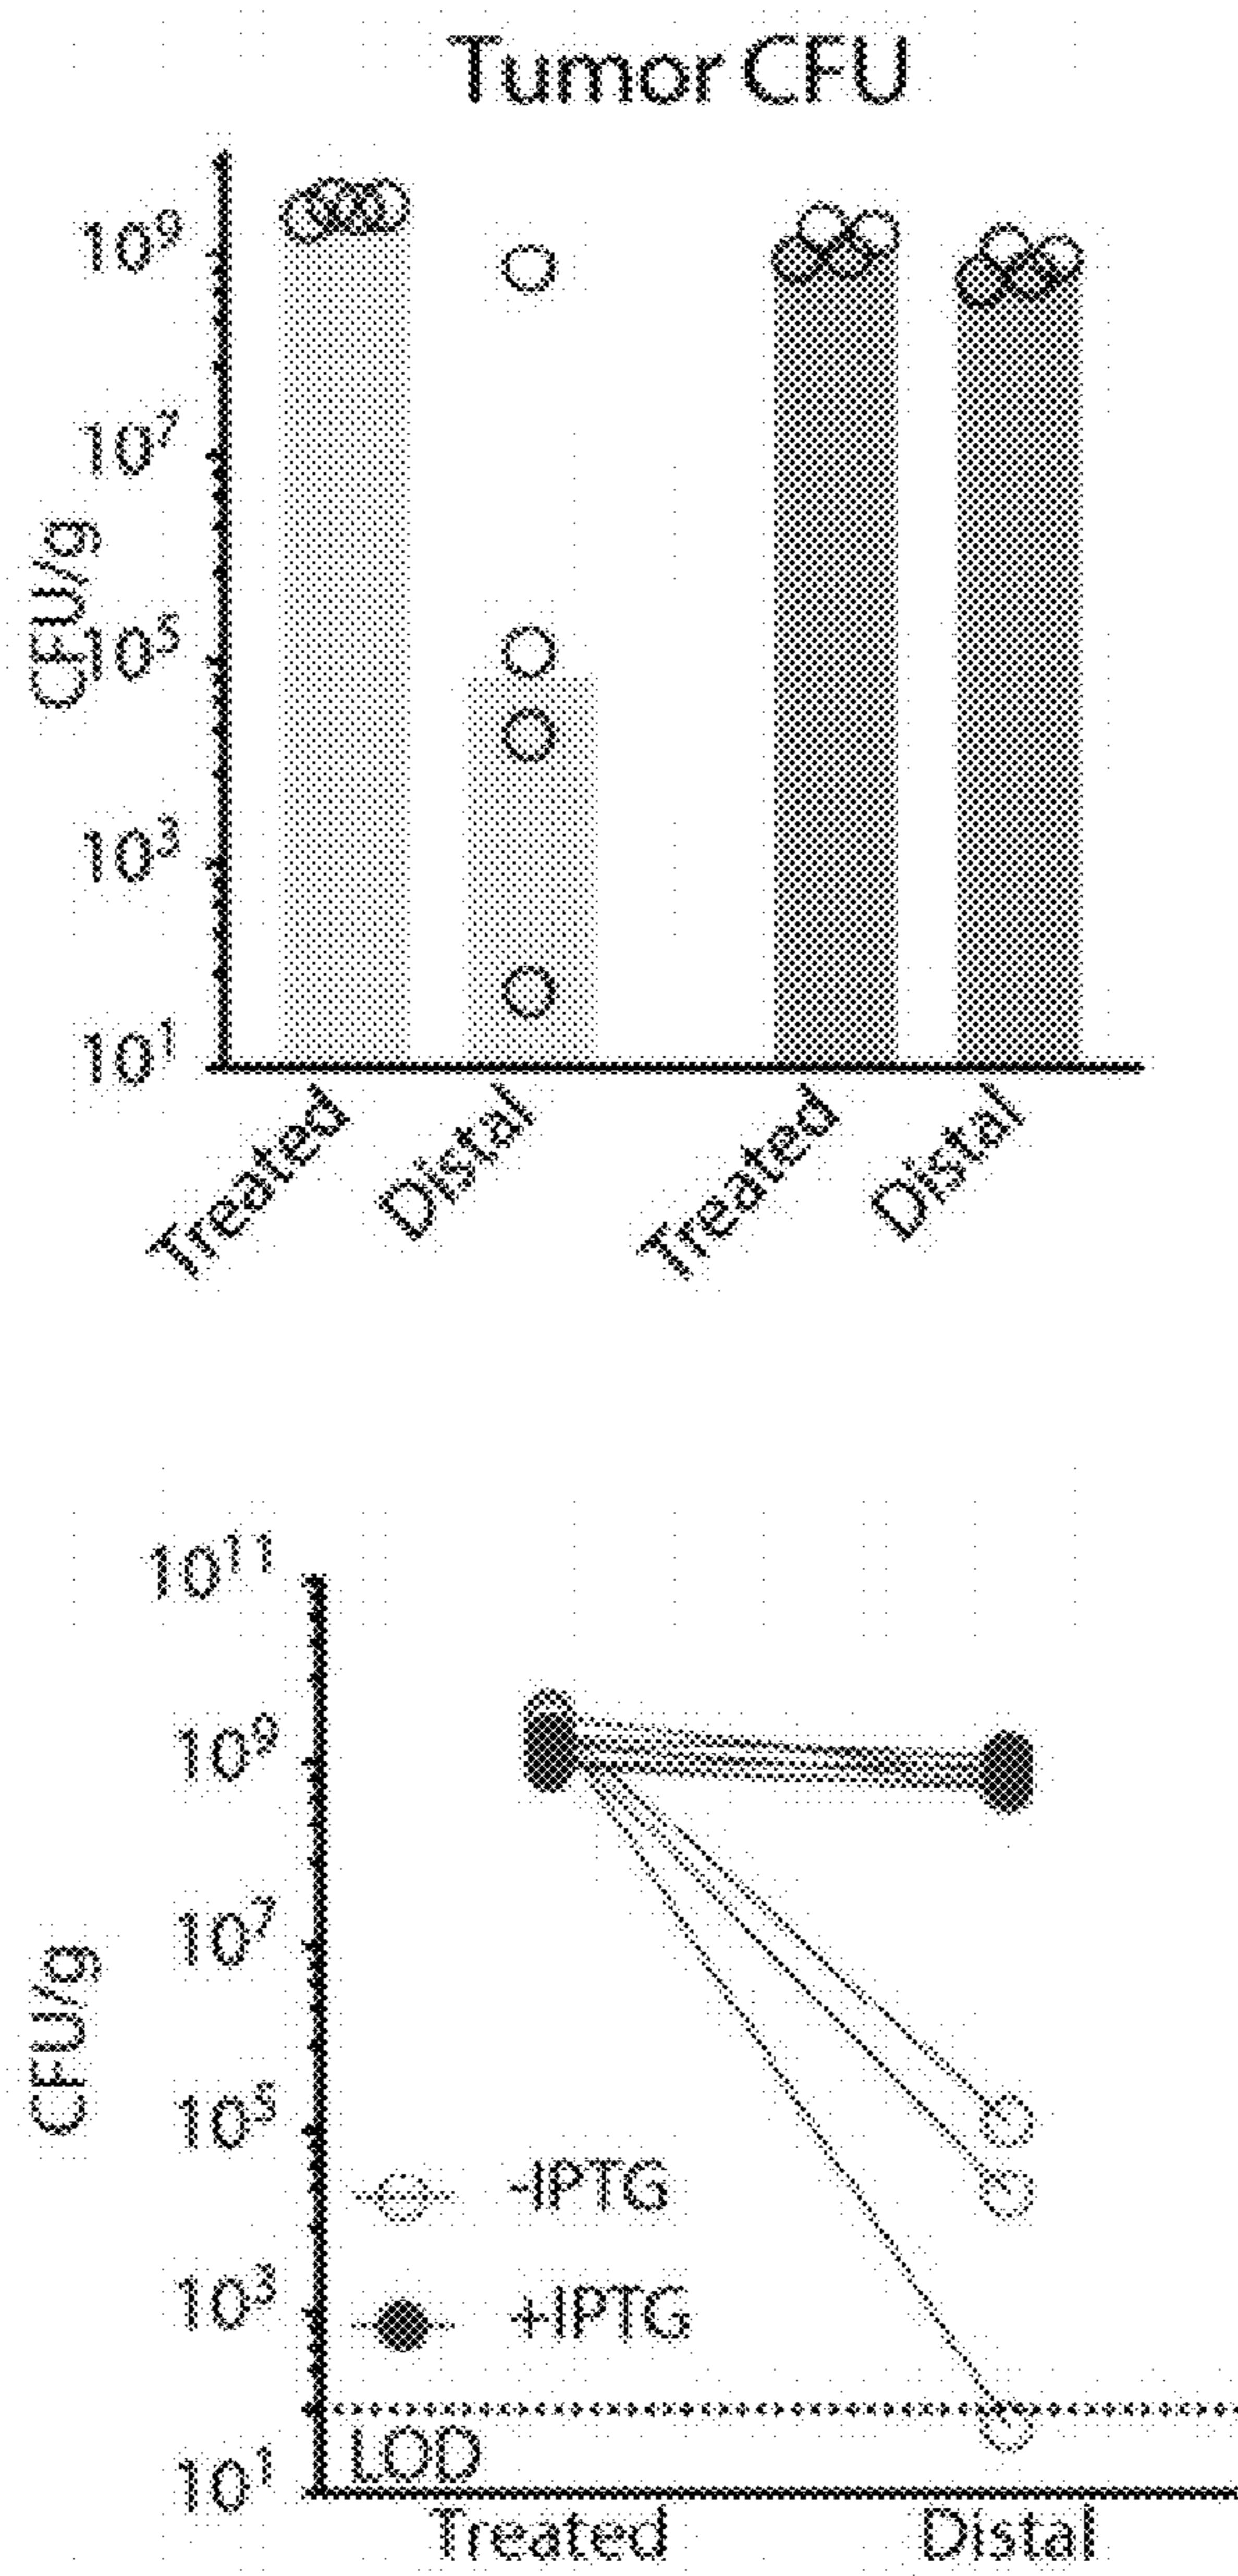 Tumor CFU
10⁹
10⁷
10⁵
10³
10¹
CFU/g
Treated
Distal
Treated
Distal
10¹¹
10⁹
10⁷
10⁵
10³
10¹
CFU/g
-IPTG
+IPTG
LOD
Treated
Distal